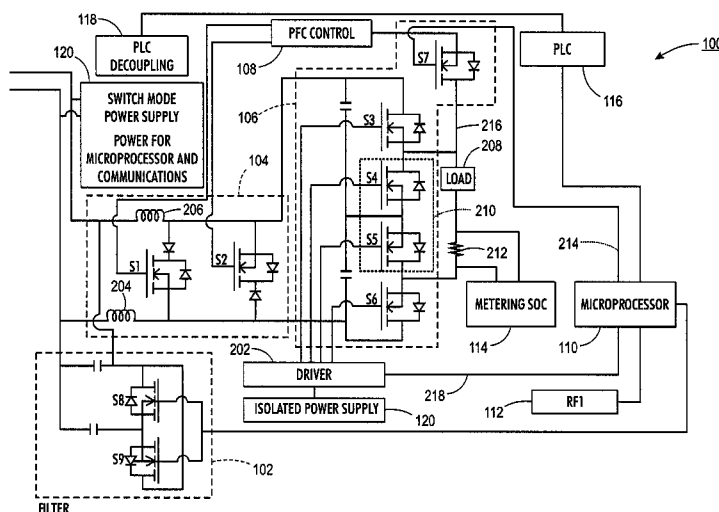 118
PLC
DECOUPLING
PFC CONTROL
108
S7
PLC
116
100
120
SWITCH MODE
POWER SUPPLY
POWER FOR
MICROPROCESSOR AND
COMMUNICATIONS
106
S3
216
208
LOAD
104
206
S4
210
S1
S2
S5
212
214
204
S6
METERING SOC
114
MICROPROCESSOR
110
202
DRIVER
218
ISOLATED POWER SUPPLY
120
112
RF1
S8
S9
102
FILTER